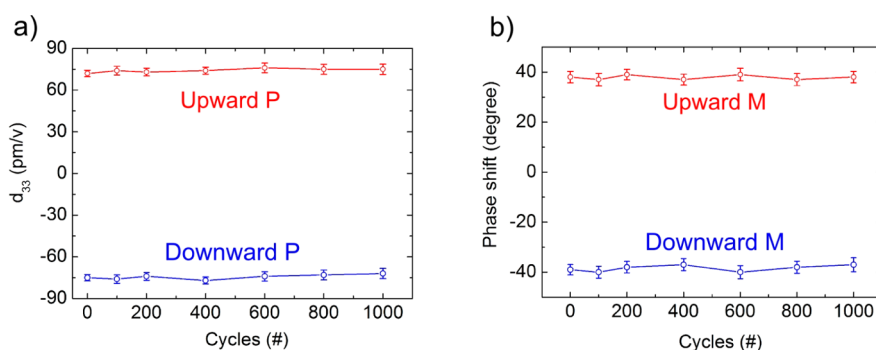 a)
d33 (pm/v)
90
60
30
0
-30
-60
-90
Upward P
Downward P
0 200 400 600 800 1000
Cycles (#)
b)
Phase shift (degree)
40
20
0
-20
-40
Upward M
Downward M
0 200 400 600 800 1000
Cycles (#)